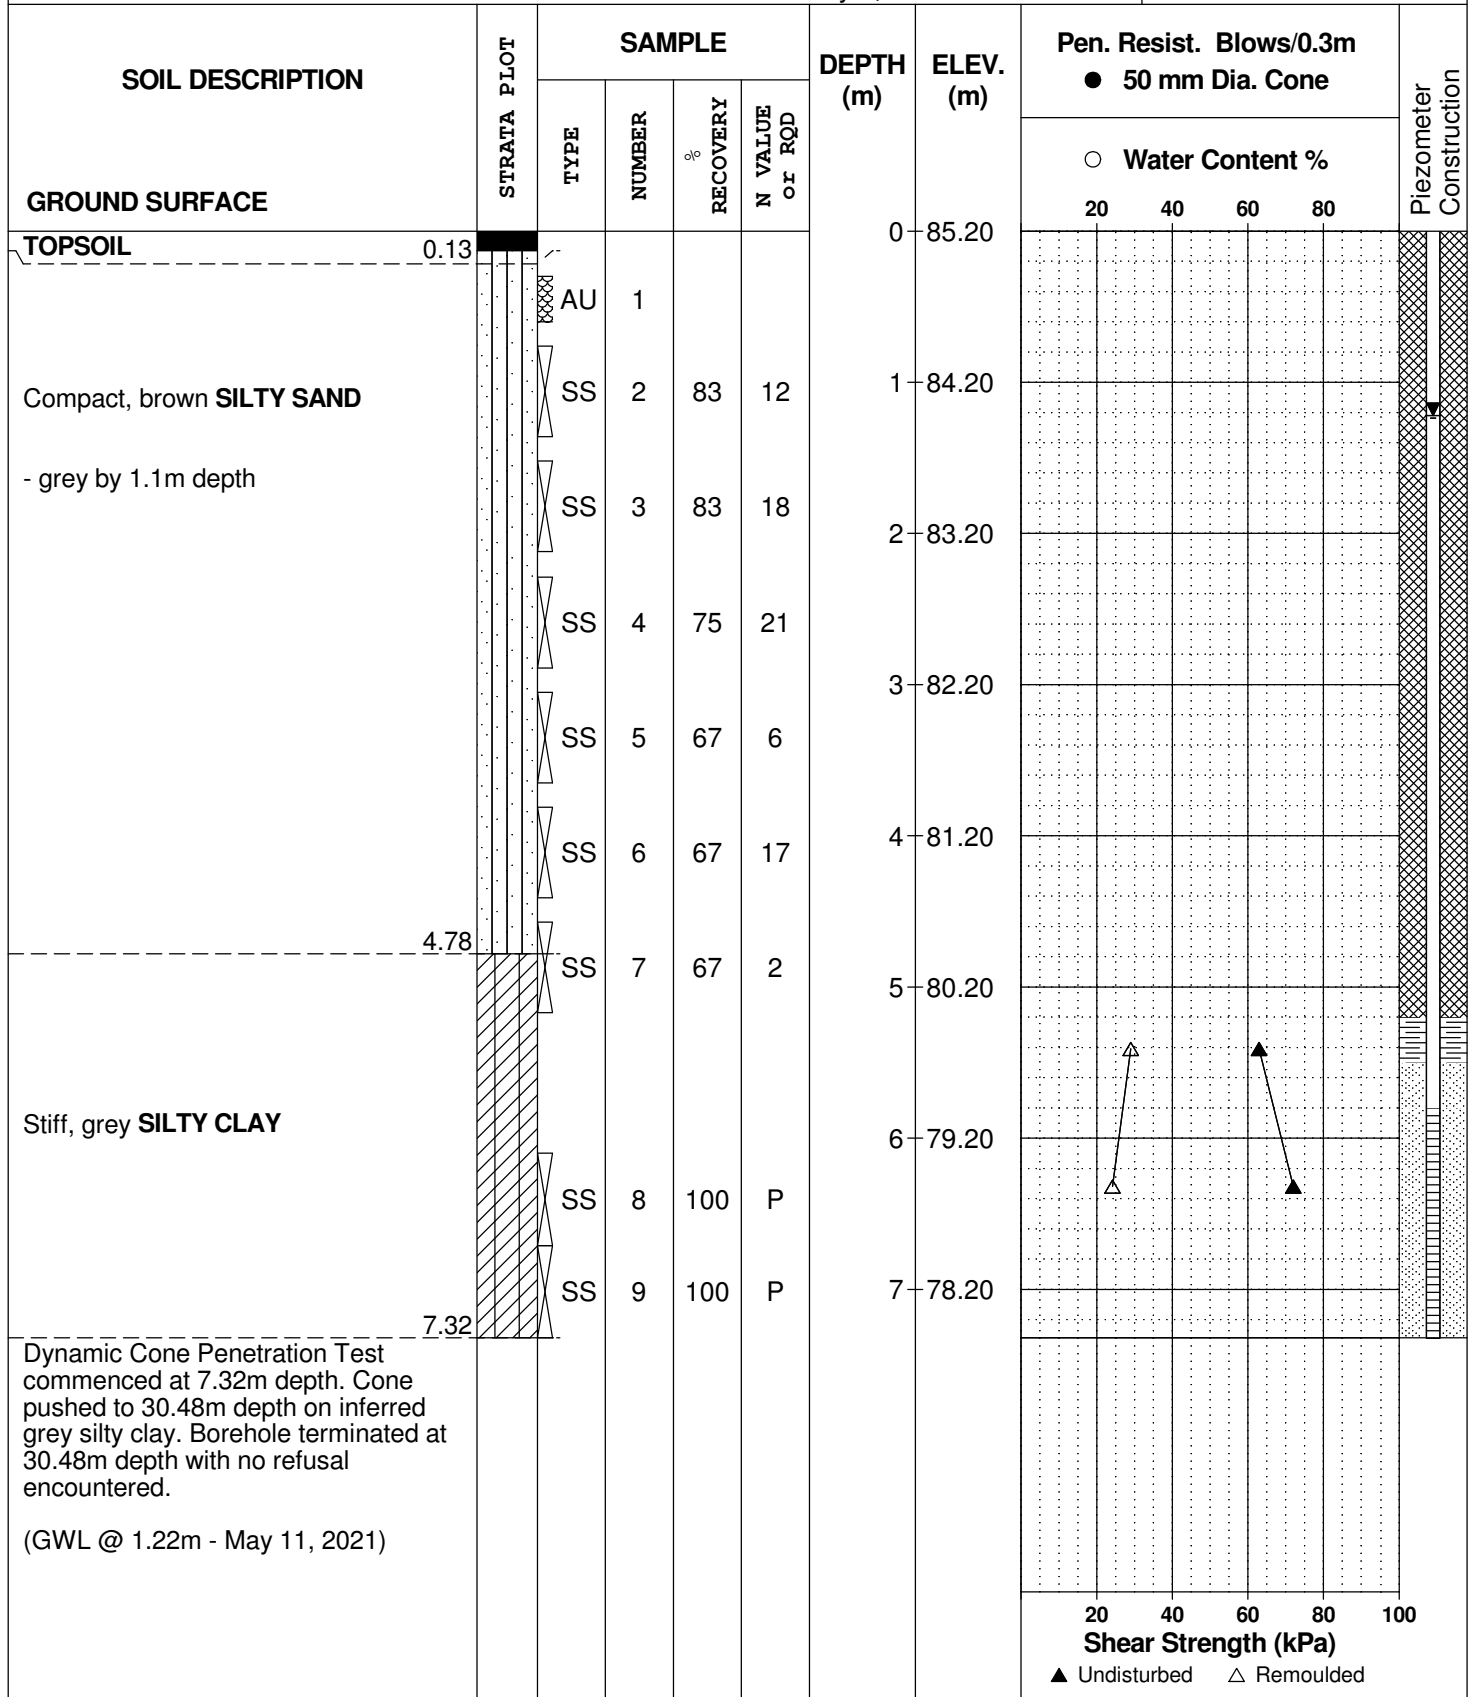 SOIL DESCRIPTION
GROUND SURFACE
STRATA PLOT
SAMPLE
TYPE
NUMBER
% RECOVERY
N VALUE or RQD
DEPTH (m)
ELEV. (m)
Pen. Resist. Blows/0.3m
● 50 mm Dia. Cone
○ Water Content %
20 40 60 80
Piezometer Construction
TOPSOIL 0.13
0 85.20
AU 1
Compact, brown SILTY SAND
SS 2 83 12
1 84.20
- grey by 1.1m depth
SS 3 83 18
2 83.20
SS 4 75 21
3 82.20
SS 5 67 6
4 81.20
SS 6 67 17
4.78
SS 7 67 2
5 80.20
Stiff, grey SILTY CLAY
6 79.20
SS 8 100 P
SS 9 100 P
7 78.20
7.32
Dynamic Cone Penetration Test
commenced at 7.32m depth. Cone
pushed to 30.48m depth on inferred
grey silty clay. Borehole terminated at
30.48m depth with no refusal
encountered.
(GWL @ 1.22m - May 11, 2021)
20 40 60 80 100
Shear Strength (kPa)
▲ Undisturbed △ Remoulded